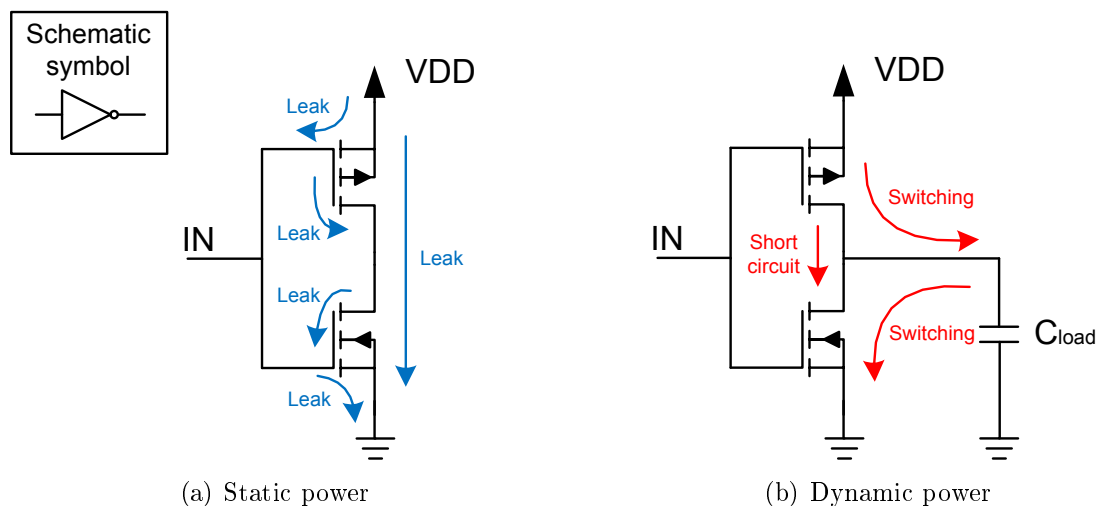 Schematic
symbol
VDD
Leak
Leak
IN
Leak
Leak
Leak
(a) Static power
VDD
Switching
IN
Short
circuit
Switching
Cload
(b) Dynamic power